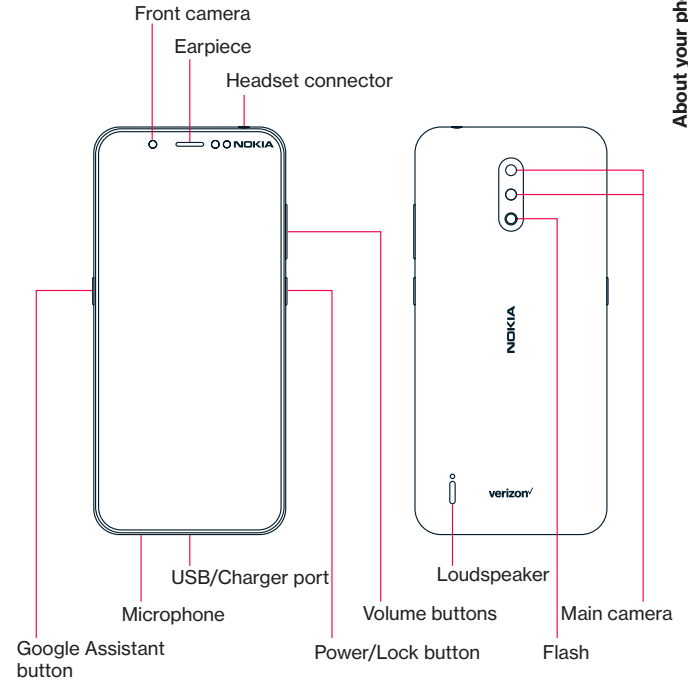 Front camera
Earpiece
Headset connector
About your pho
NOKIA
NOKIA
verizon✓
USB/Charger port
Loudspeaker
Microphone
Volume buttons
Main camera
Google Assistant
button
Power/Lock button
Flash